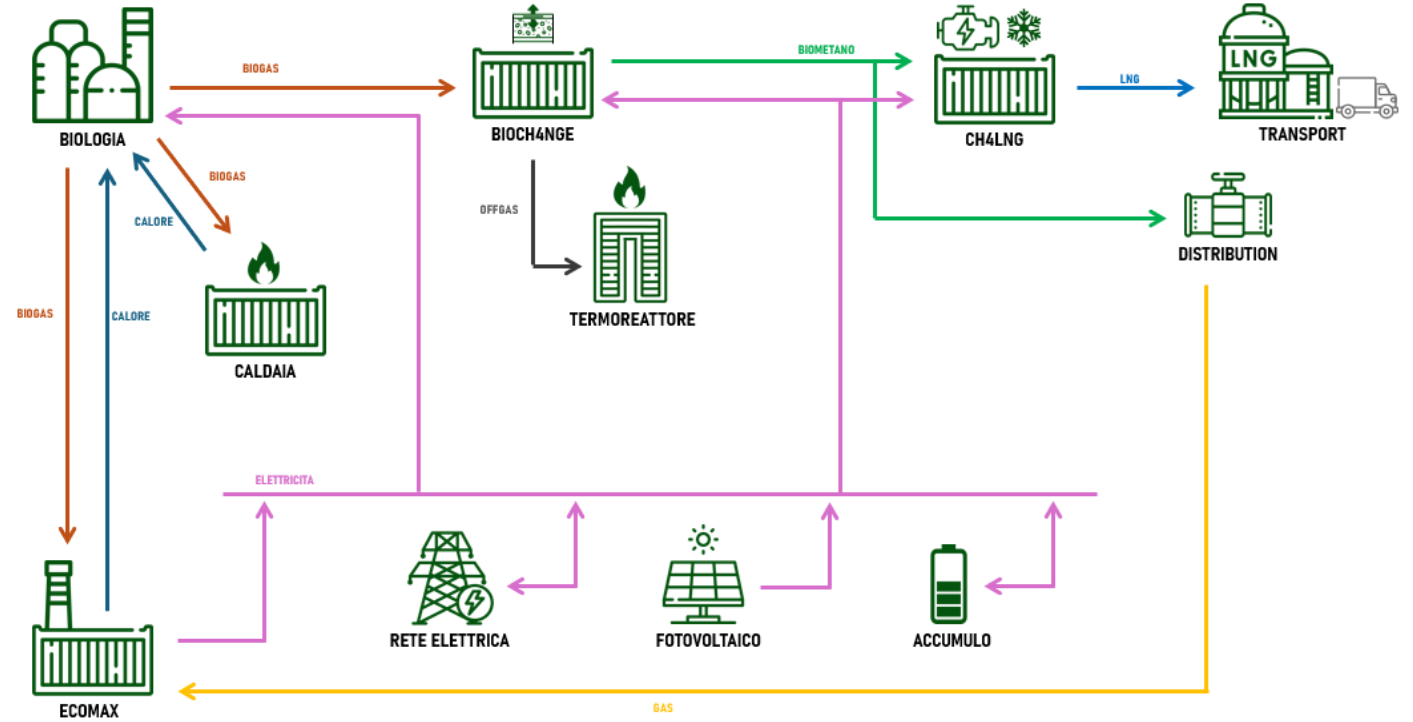 BIOMETANO
LNG
BIOGAS
LNG
BIOLOGIA
BIOCH4NGE
CH4LNG
TRANSPORT
BIOGAS
OFFGAS
CALORE
DISTRIBUTION
BIOGAS
CALORE
TERMOREATTORE
CALDAIA
ELETTRICITA
RETE ELETTRICA
FOTOVOLTAICO
ACCUMULO
ECOMAX
GAS